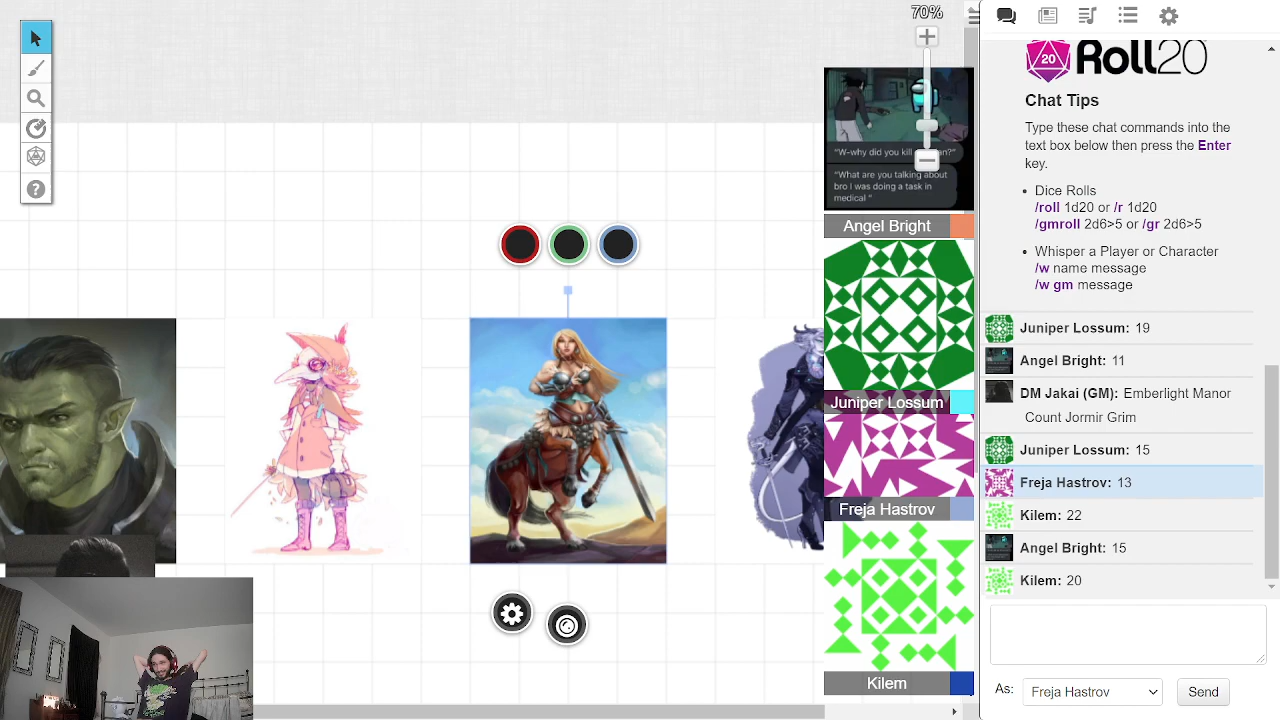 70%
"W-why did you kill
an?"
"What are you talking about
bro i was doing a task in
medical "
Angel Bright
Juniper Lossum
Freja Hastrov
Kilem
20
Roll20
Chat Tips
Type these chat commands into the
text box below then press the Enter
key.
Dice Rolls
/roll 1d20 or /r 1d20
/gmroll 2d6>5 or /gr 2d6>5
Whisper a Player or Character
/w name message
/w gm message
Juniper Lossum: 19
Angel Bright: 11
DM Jakai (GM): Emberlight Manor
Count Jormir Grim
Juniper Lossum: 15
Freja Hastrov: 13
Kilem: 22
Angel Bright: 15
Kilem: 20
As:
Freja Hastrov
Send